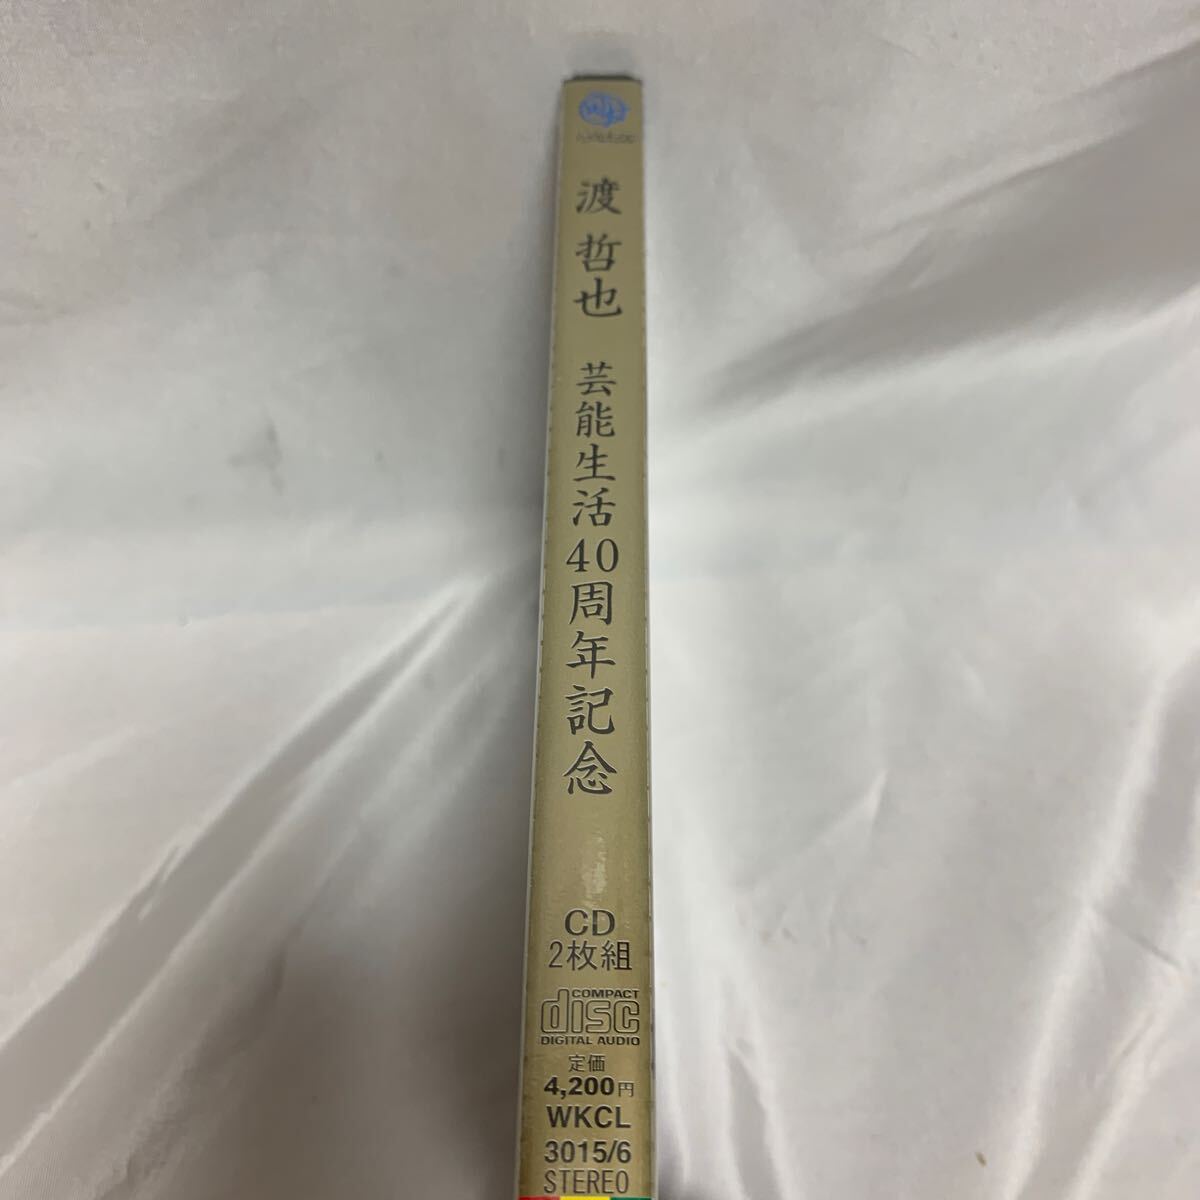 渡 哲也
芸能生活40周年記念
CD
2枚組
COMPACT
disc
DIGITAL AUDIO
定価
4,200円
WKCL
3015/6
STEREO